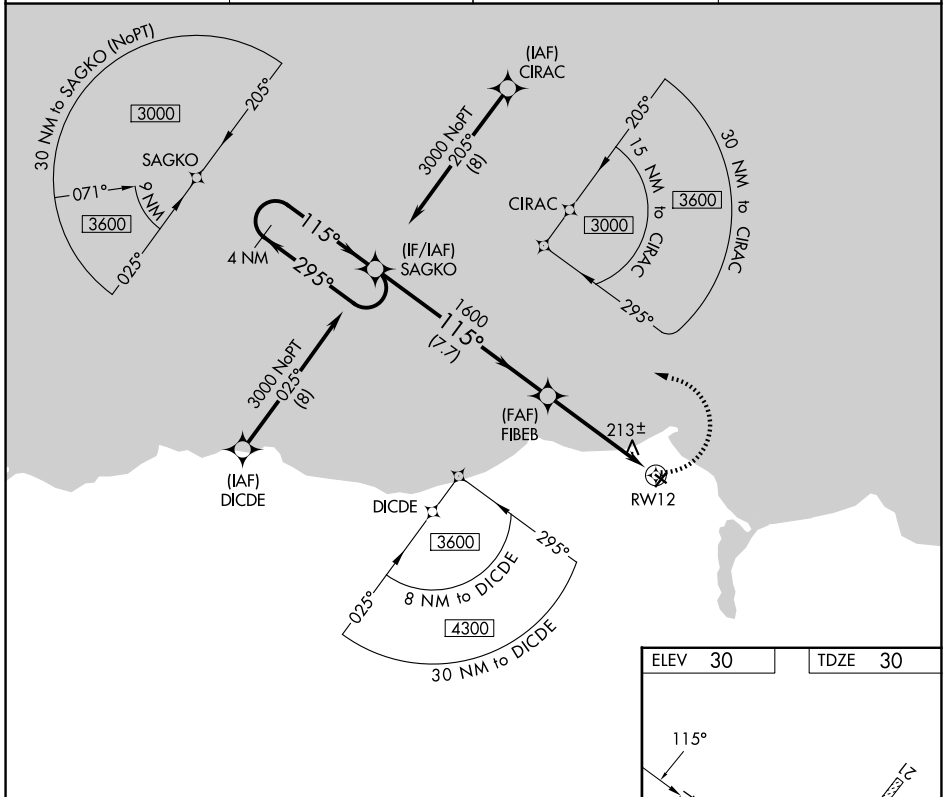 30 NM to SAGKO (NoPT)
3000
205°
SAGKO
071°
9 NM
3600
025°
(IAF)
CIRAC
3000 NoPT
205°
(8)
205°
15 NM to CIRAC
30 NM to CIRAC
CIRAC
3000
3600
295°
115°
4 NM
295°
(IF/IAF)
SAGKO
1600
115°
(7.7)
3000 NoPT
025°
(8)
(FAF)
FIBEB
213±
RW12
(IAF)
DICDE
DICDE
3600
295°
025°
8 NM to DICDE
4300
30 NM to DICDE
ELEV 30
TDZE 30
115°
21